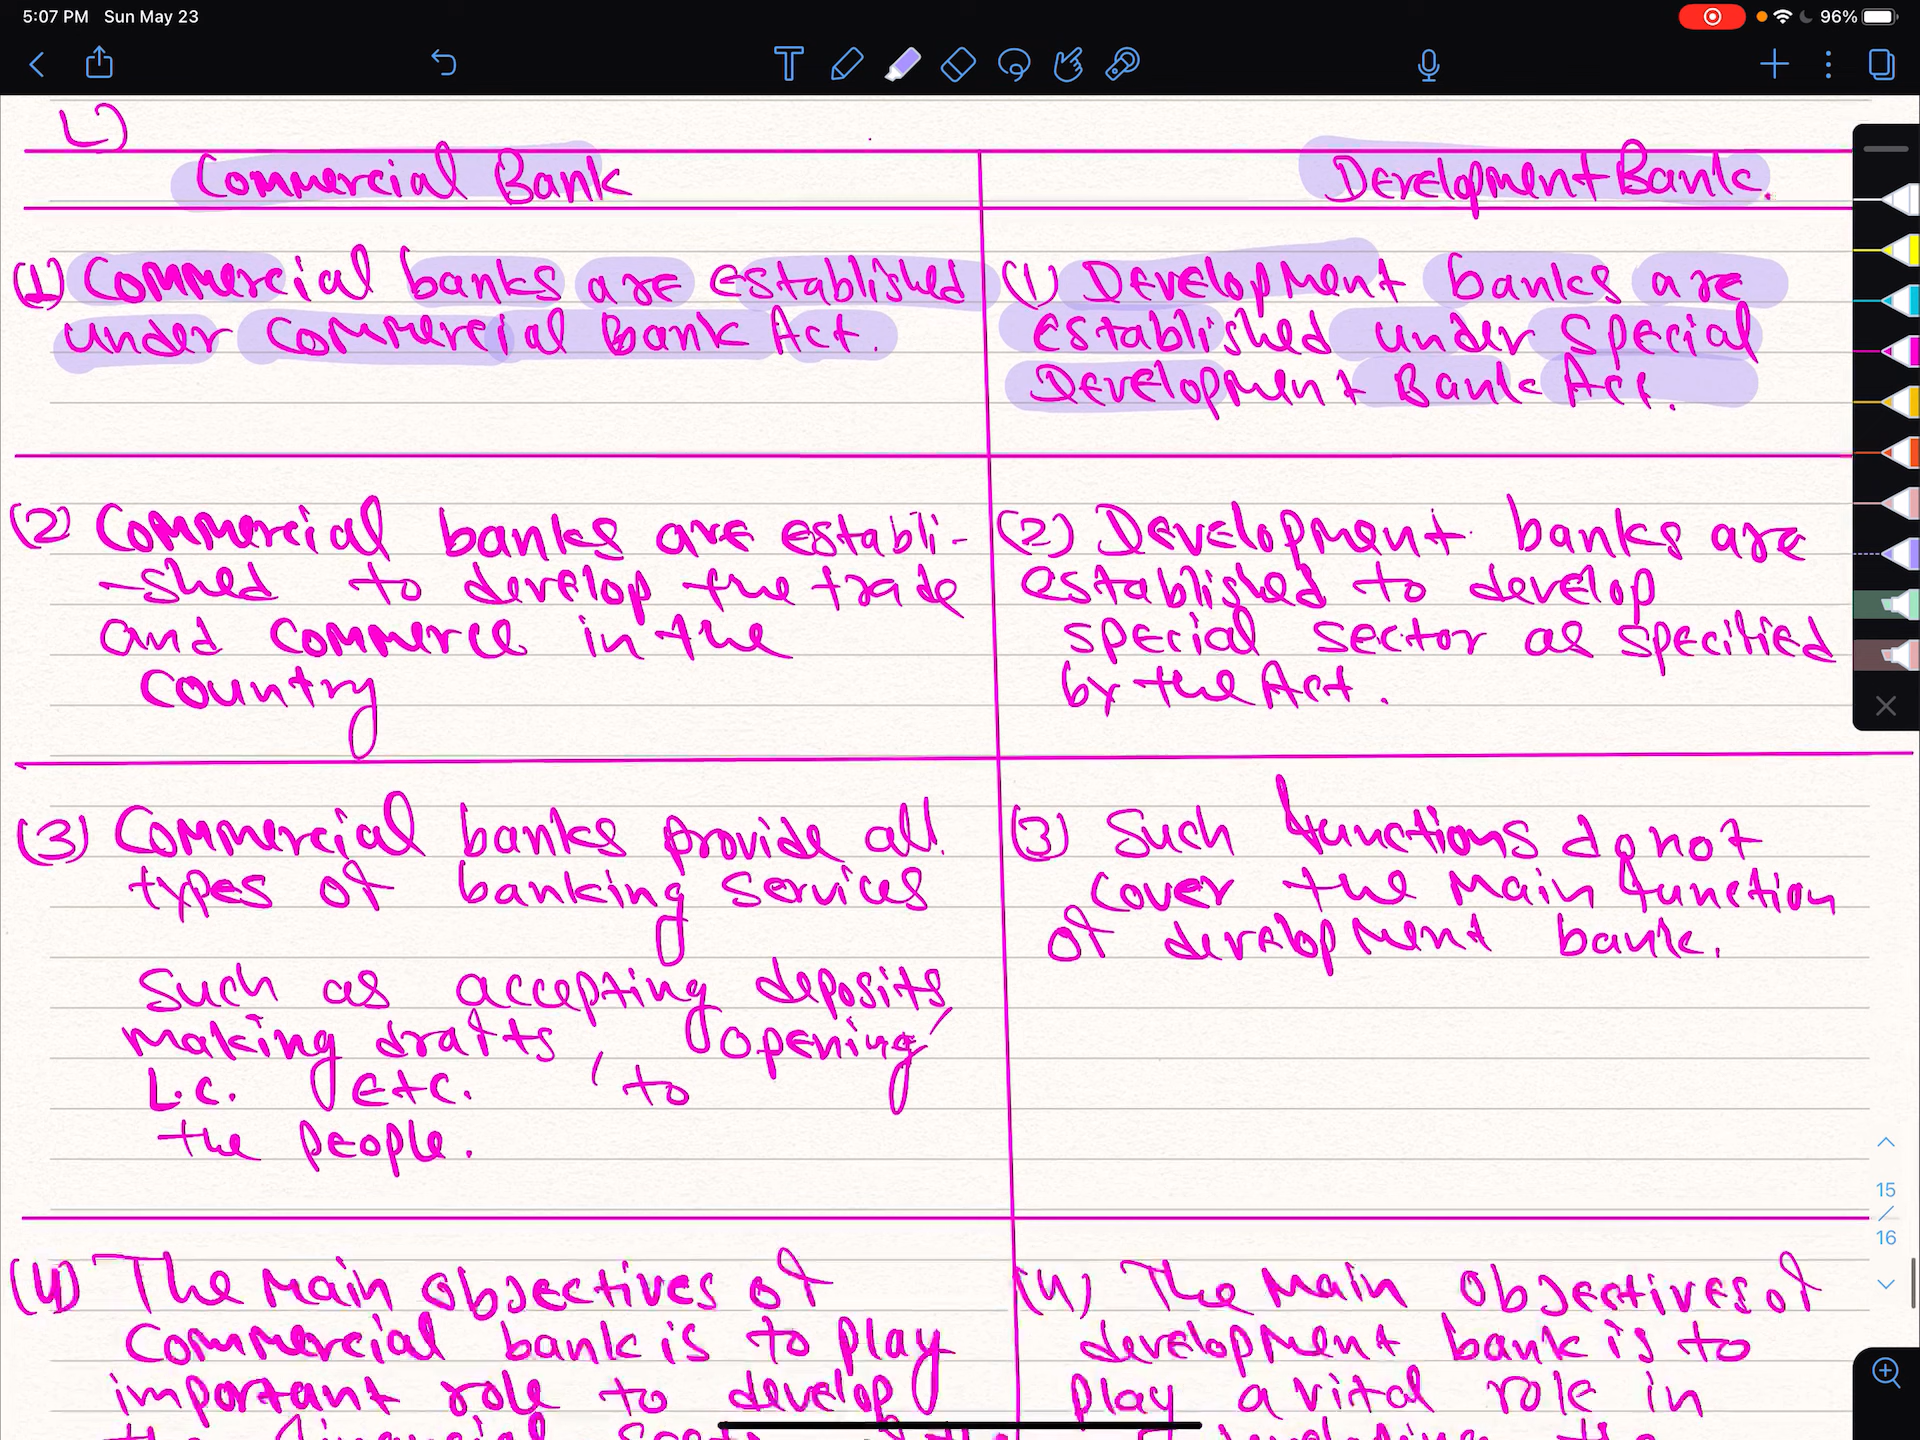 5:07 PM Sun May 23
96%
Commercial Bank
Development Bank.
(1) Commercial banks are established
under Commercial Bank Act.
(1) Development banks are
established under special
Development Bank Act.
(2) Commercial banks are establi-
-shed to develop the trade
and commerce in the
country
(2) Development banks are
established to develop
special sector as specified
by the Act.
(3) Commercial banks provide all
types of banking services
Such as accepting deposits,
making drafts, opening
L.C. etc. to
the people.
(3) Such functions do not
cover the main function
of development bank.
(4) The main objectives of
Commercial bank is to play
important role to develop
(4) The main objectives of
development bank is to
play a vital role in
15
/
16